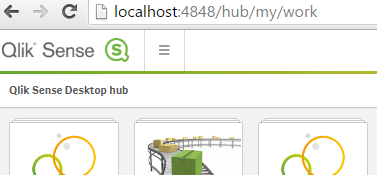 localhost:4848/hub/my/work
Qlik Sense
Qlik Sense Desktop hub